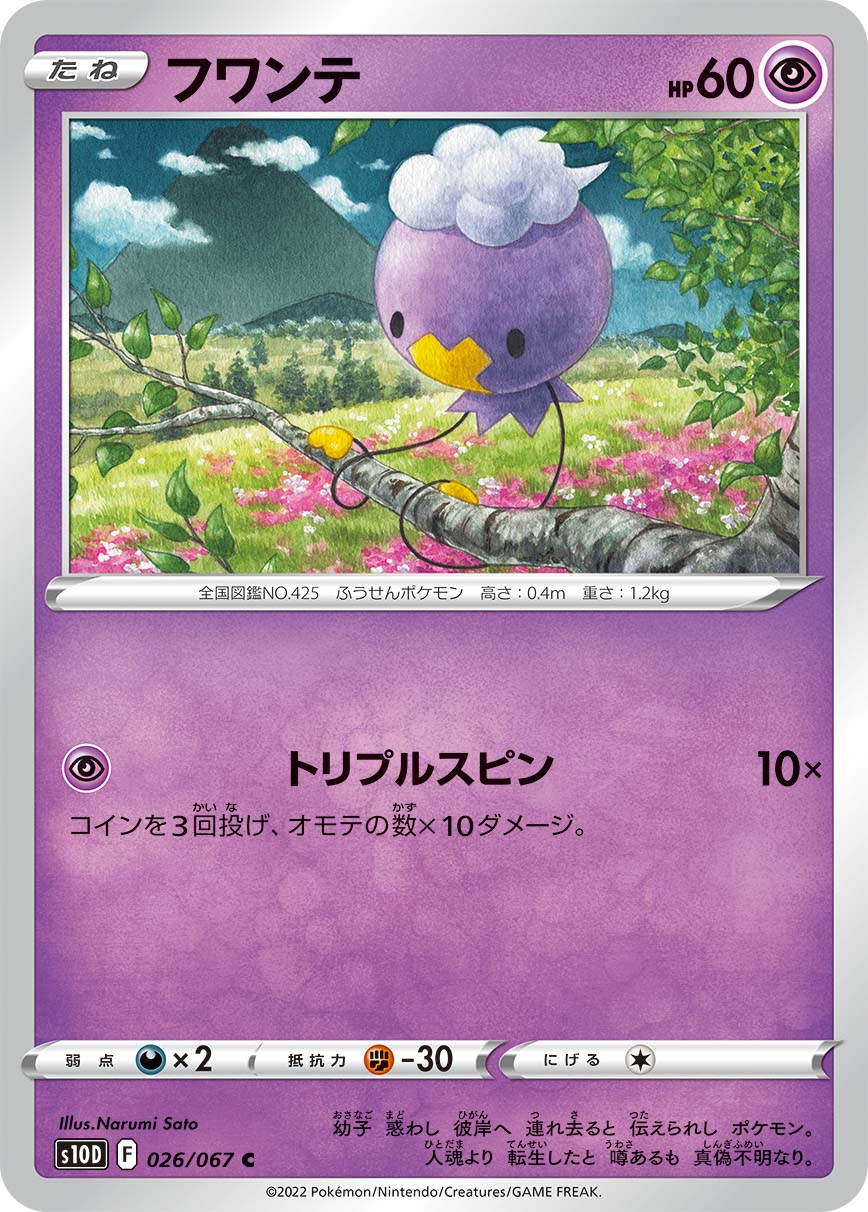 たね フワンテ HP60
全国図鑑NO.425 ふうせんポケモン 高さ：0.4m 重さ：1.2kg
トリプルスピン 10×
コインを3回投げ、オモテの数×10ダメージ。
弱点 ×2 抵抗力 -30 にげる
Illus.Narumi Sato
幼子 惑わし 彼岸へ 連れ去ると 伝えられし ポケモン。
人魂より 転生したと 噂あるも 真偽不明なり。
s10D F 026/067 C
©2022 Pokémon/Nintendo/Creatures/GAME FREAK.